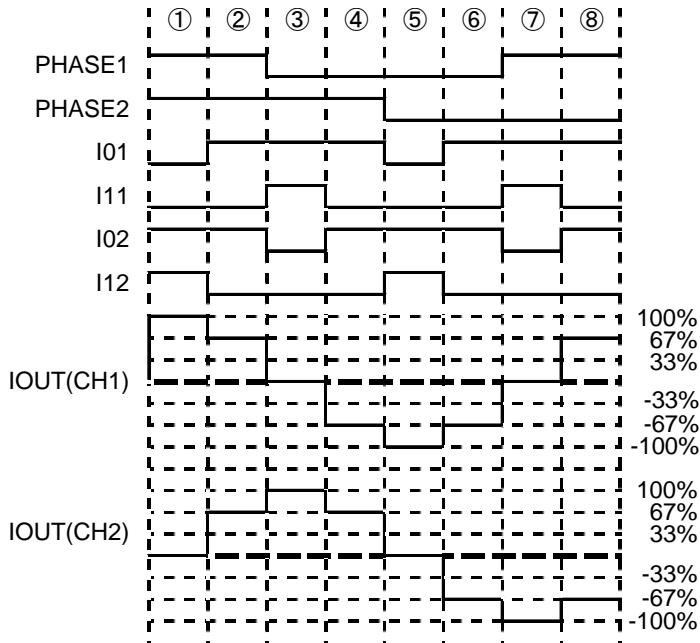 ① ② ③ ④ ⑤ ⑥ ⑦ ⑧
PHASE1
PHASE2
I01
I11
I02
I12
IOUT(CH1)
100%
67%
33%
-33%
-67%
-100%
IOUT(CH2)
100%
67%
33%
-33%
-67%
-100%